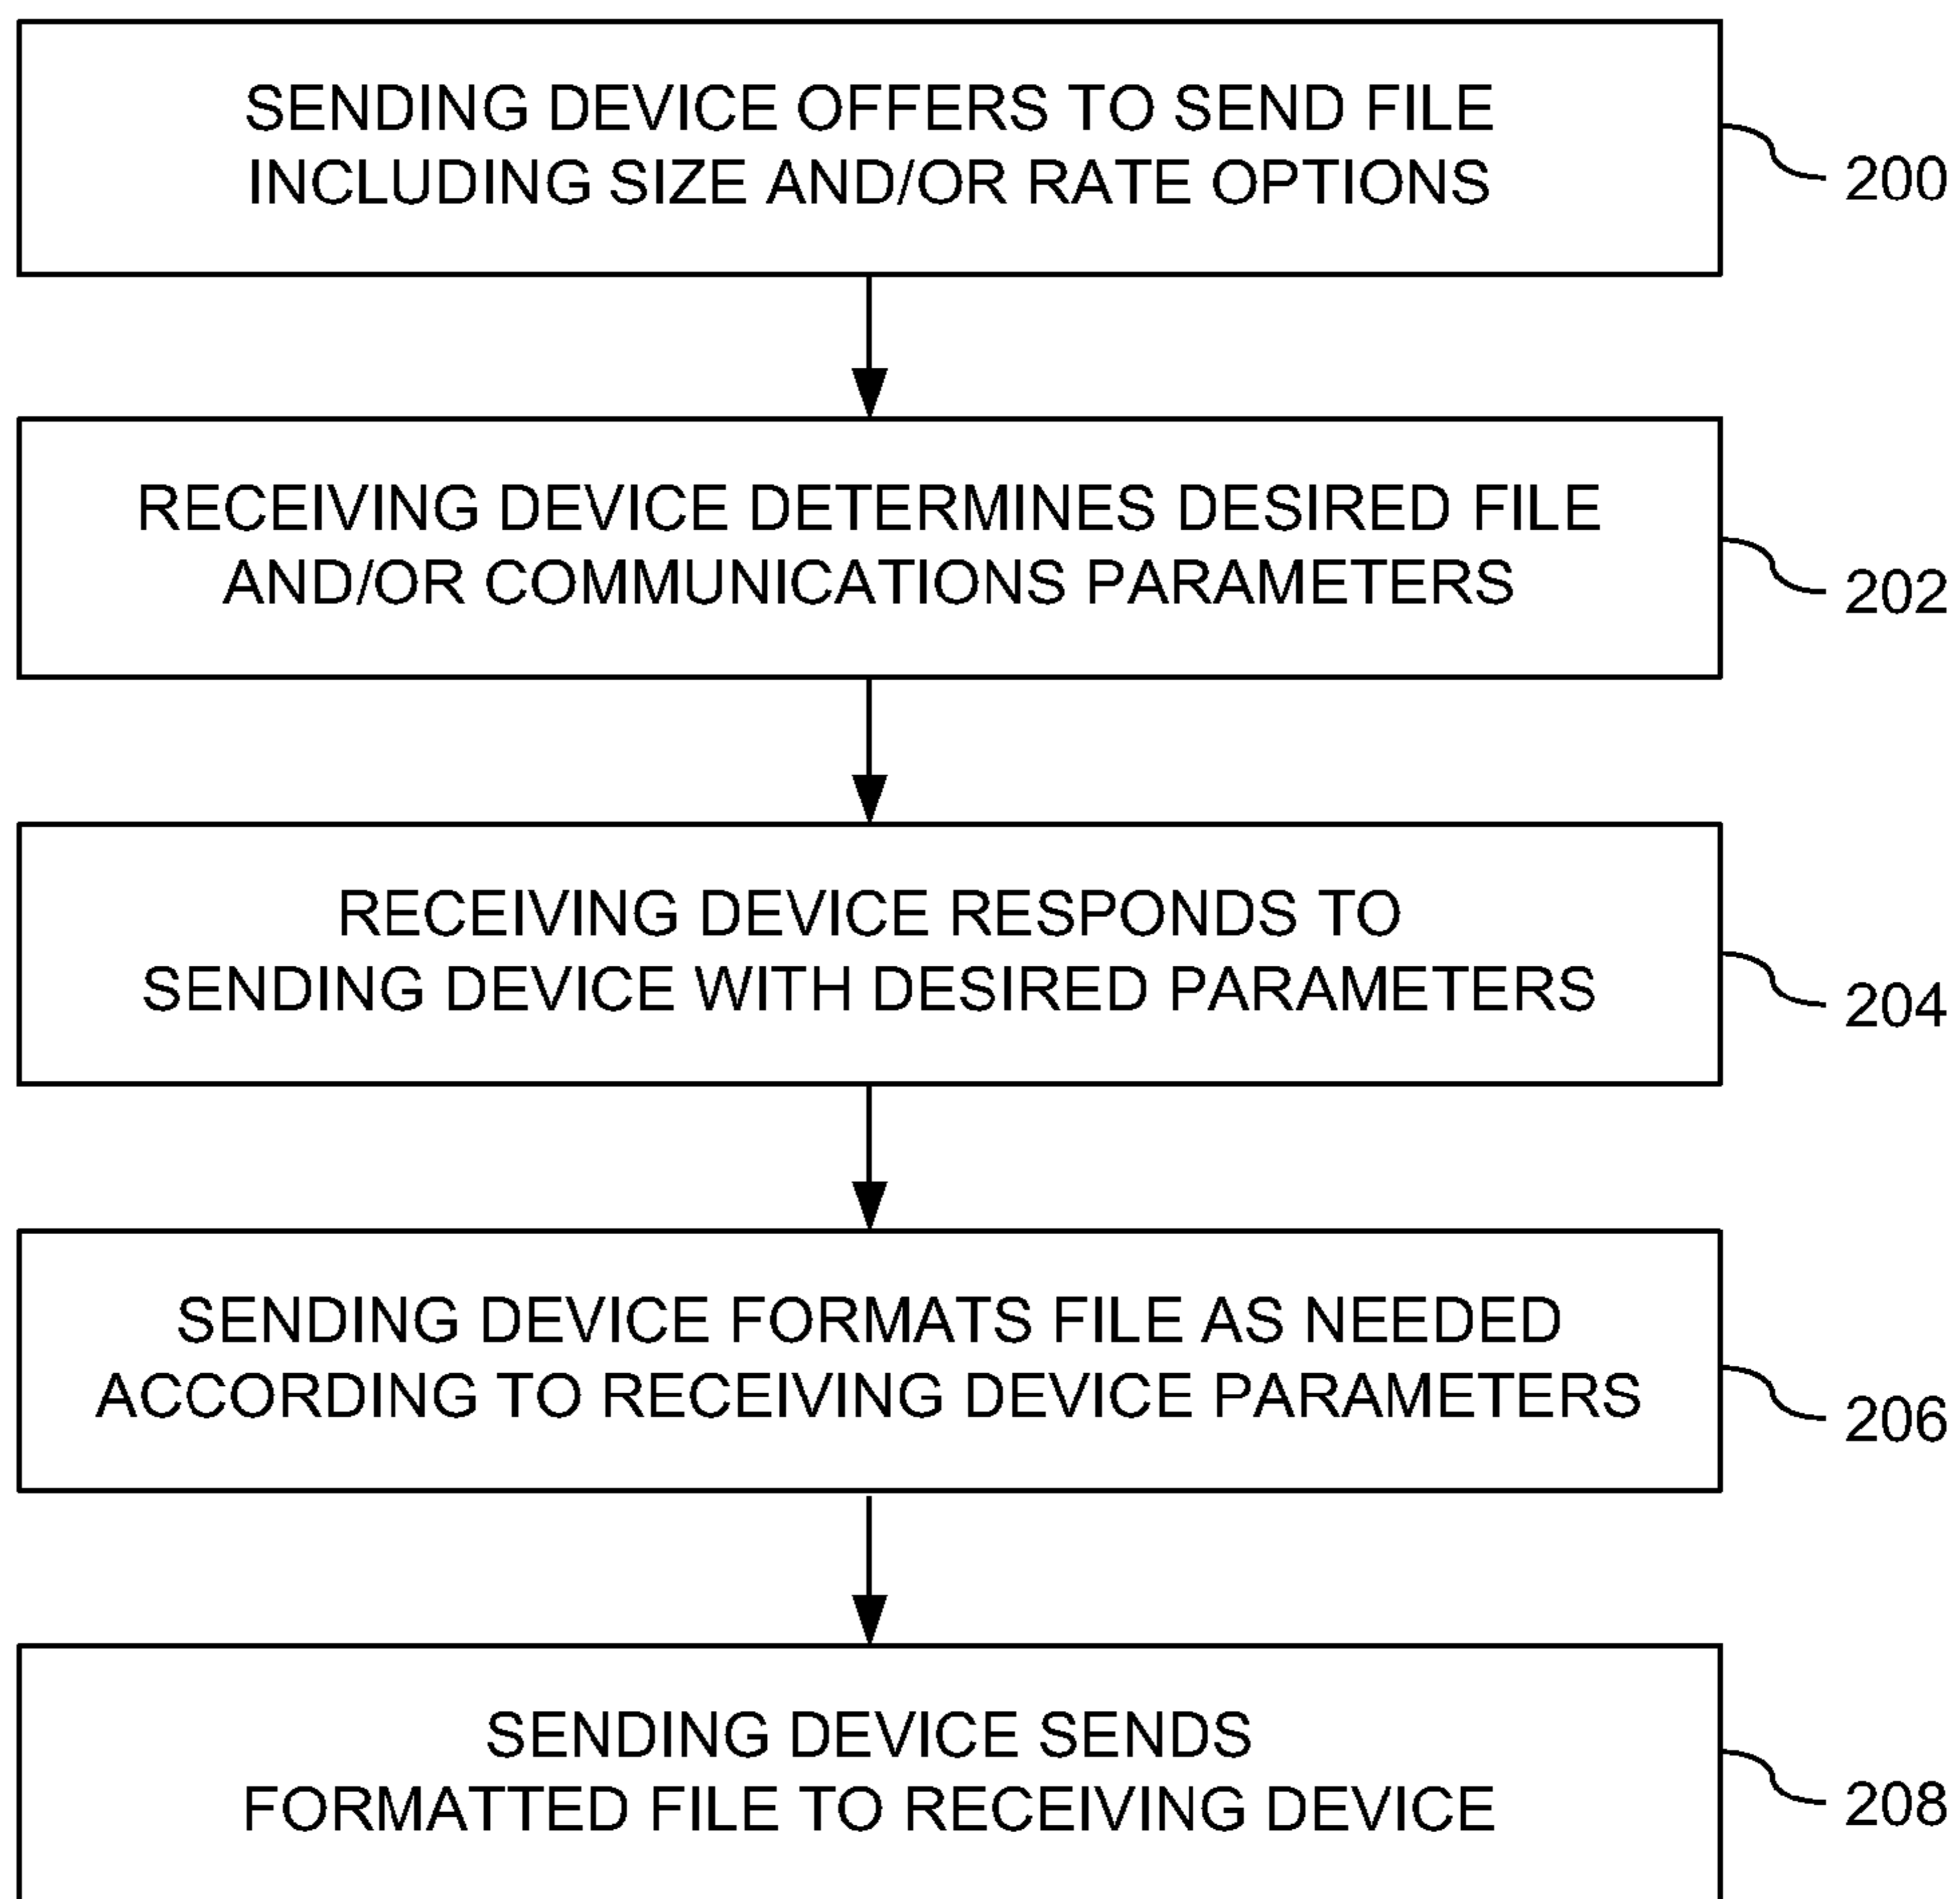 SENDING DEVICE OFFERS TO SEND FILE
INCLUDING SIZE AND/OR RATE OPTIONS
200
RECEIVING DEVICE DETERMINES DESIRED FILE
AND/OR COMMUNICATIONS PARAMETERS
202
RECEIVING DEVICE RESPONDS TO
SENDING DEVICE WITH DESIRED PARAMETERS
204
SENDING DEVICE FORMATS FILE AS NEEDED
ACCORDING TO RECEIVING DEVICE PARAMETERS
206
SENDING DEVICE SENDS
FORMATTED FILE TO RECEIVING DEVICE
208